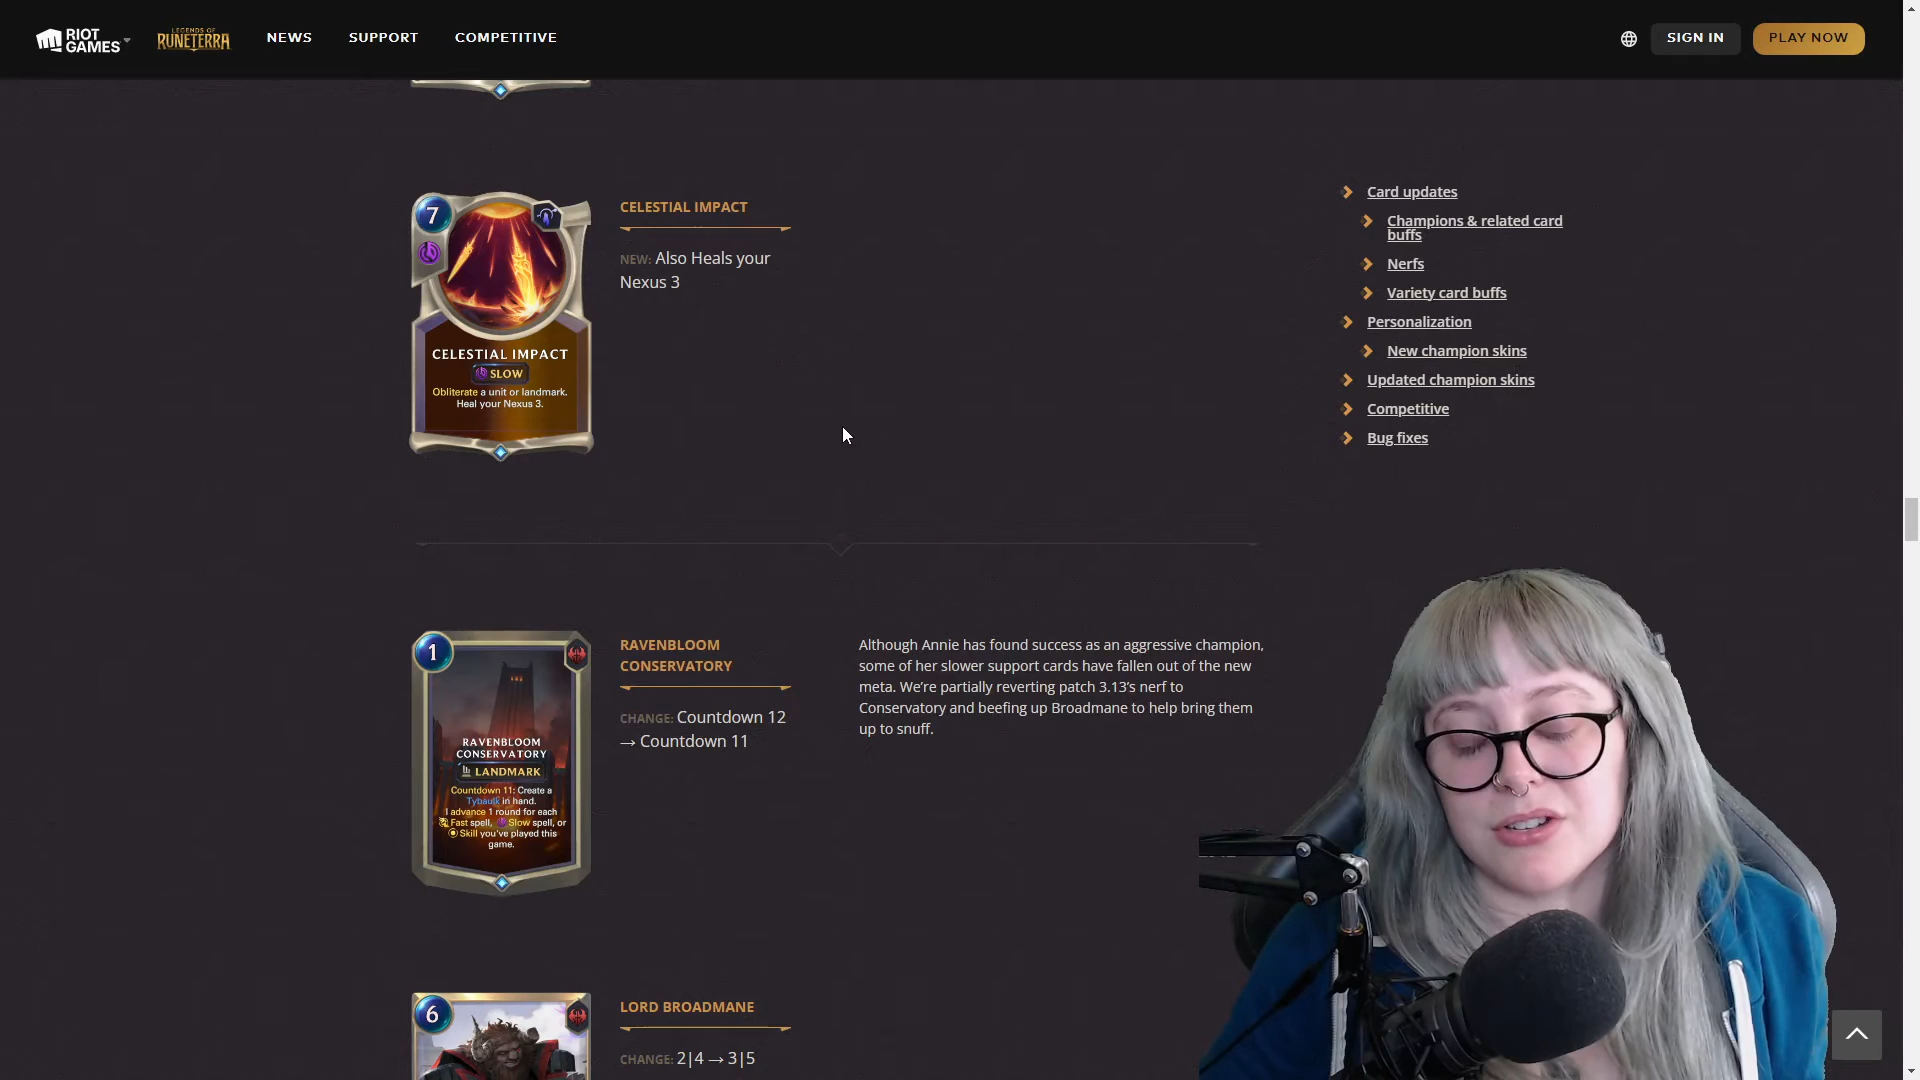 RIOT GAMES
LEGENDS OF RUNETERRA
NEWS
SUPPORT
COMPETITIVE
SIGN IN
PLAY NOW
7
CELESTIAL IMPACT
SLOW
Obliterate a unit or landmark.
Heal your Nexus 3.
CELESTIAL IMPACT
NEW: Also Heals your
Nexus 3
Card updates
Champions & related card
buffs
Nerfs
Variety card buffs
Personalization
New champion skins
Updated champion skins
Competitive
Bug fixes
1
RAVENBLOOM
CONSERVATORY
LANDMARK
Countdown 11: Create a
Tybaulk in hand.
I advance 1 round for each
Fast spell, Slow spell, or
Skill you've played this
game.
RAVENBLOOM
CONSERVATORY
CHANGE: Countdown 12
→ Countdown 11
Although Annie has found success as an aggressive champion,
some of her slower support cards have fallen out of the new
meta. We’re partially reverting patch 3.13’s nerf to
Conservatory and beefing up Broadmane to help bring them
up to snuff.
6
LORD BROADMANE
CHANGE: 2|4 → 3|5